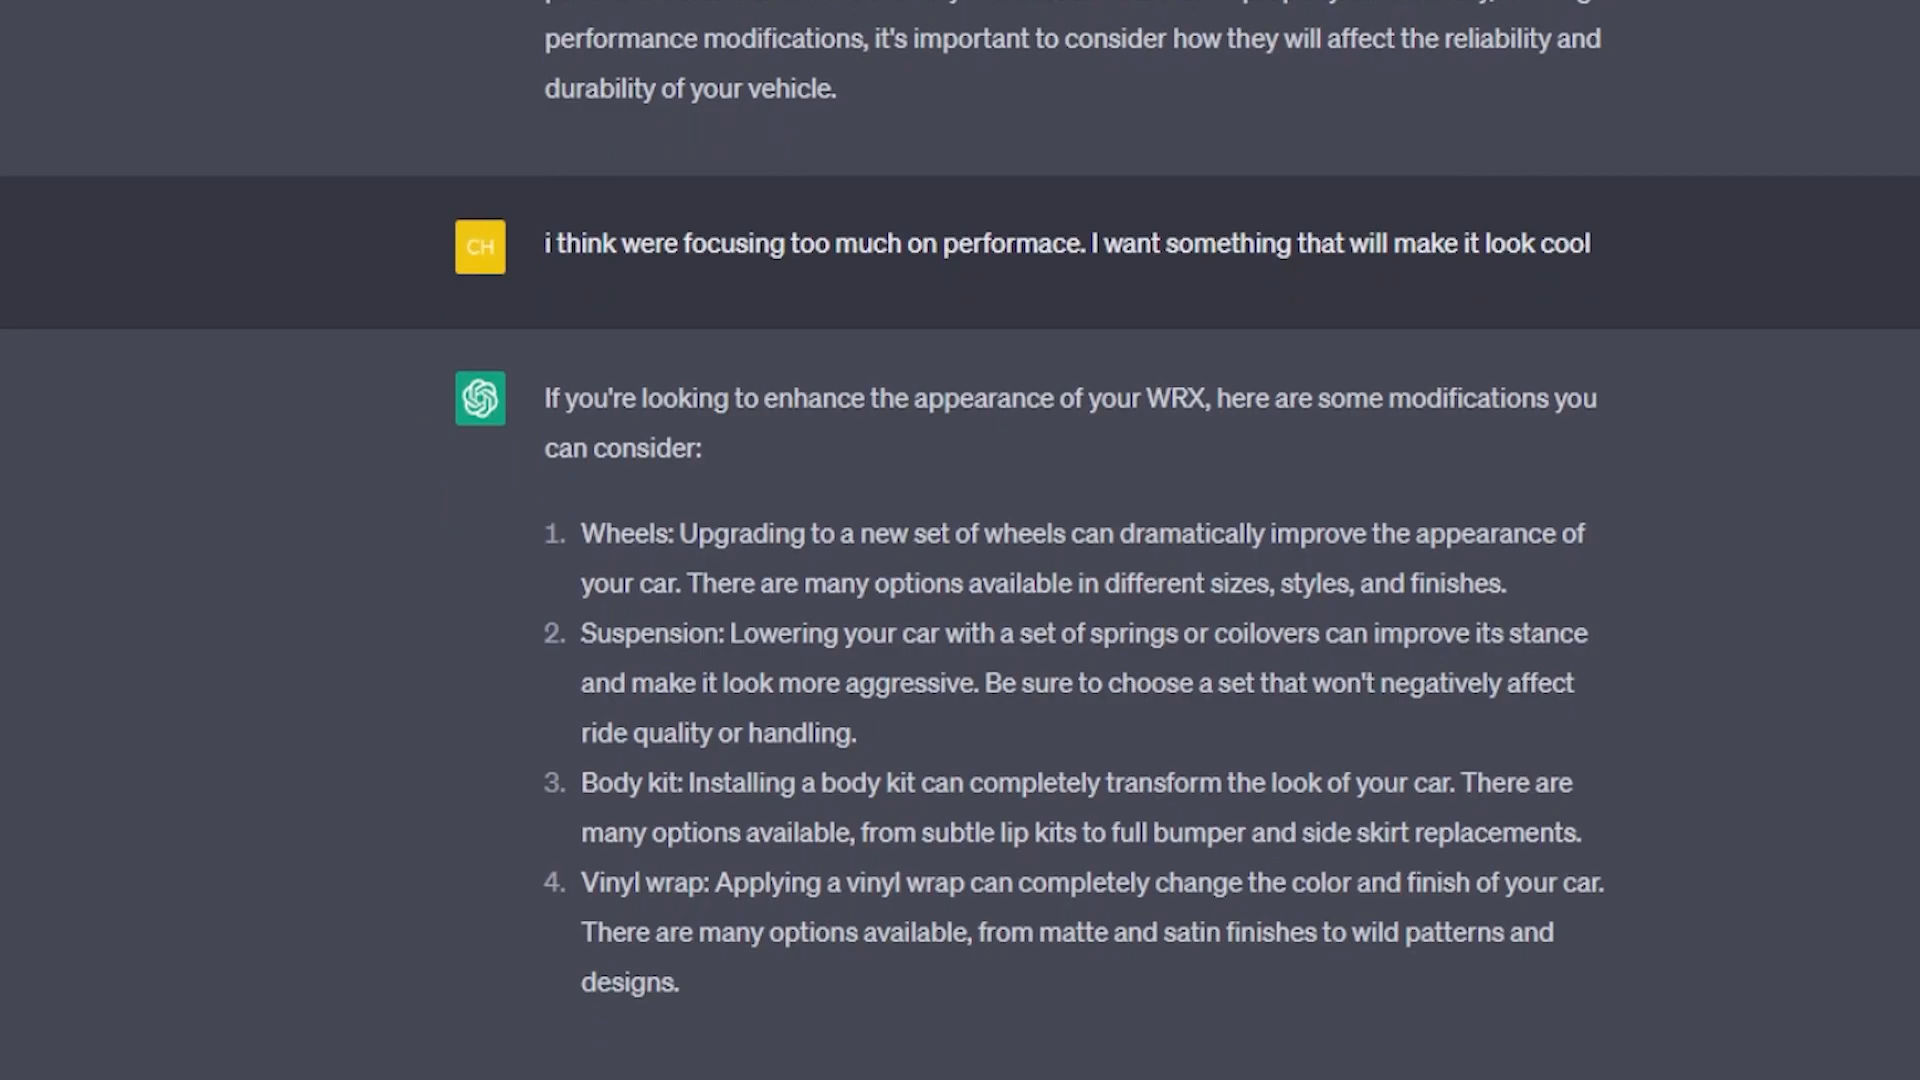 performance modifications, it's important to consider how they will affect the reliability and
durability of your vehicle.
CH
i think were focusing too much on performace. I want something that will make it look cool
If you're looking to enhance the appearance of your WRX, here are some modifications you
can consider:
1. Wheels: Upgrading to a new set of wheels can dramatically improve the appearance of
your car. There are many options available in different sizes, styles, and finishes.
2. Suspension: Lowering your car with a set of springs or coilovers can improve its stance
and make it look more aggressive. Be sure to choose a set that won't negatively affect
ride quality or handling.
3. Body kit: Installing a body kit can completely transform the look of your car. There are
many options available, from subtle lip kits to full bumper and side skirt replacements.
4. Vinyl wrap: Applying a vinyl wrap can completely change the color and finish of your car.
There are many options available, from matte and satin finishes to wild patterns and
designs.